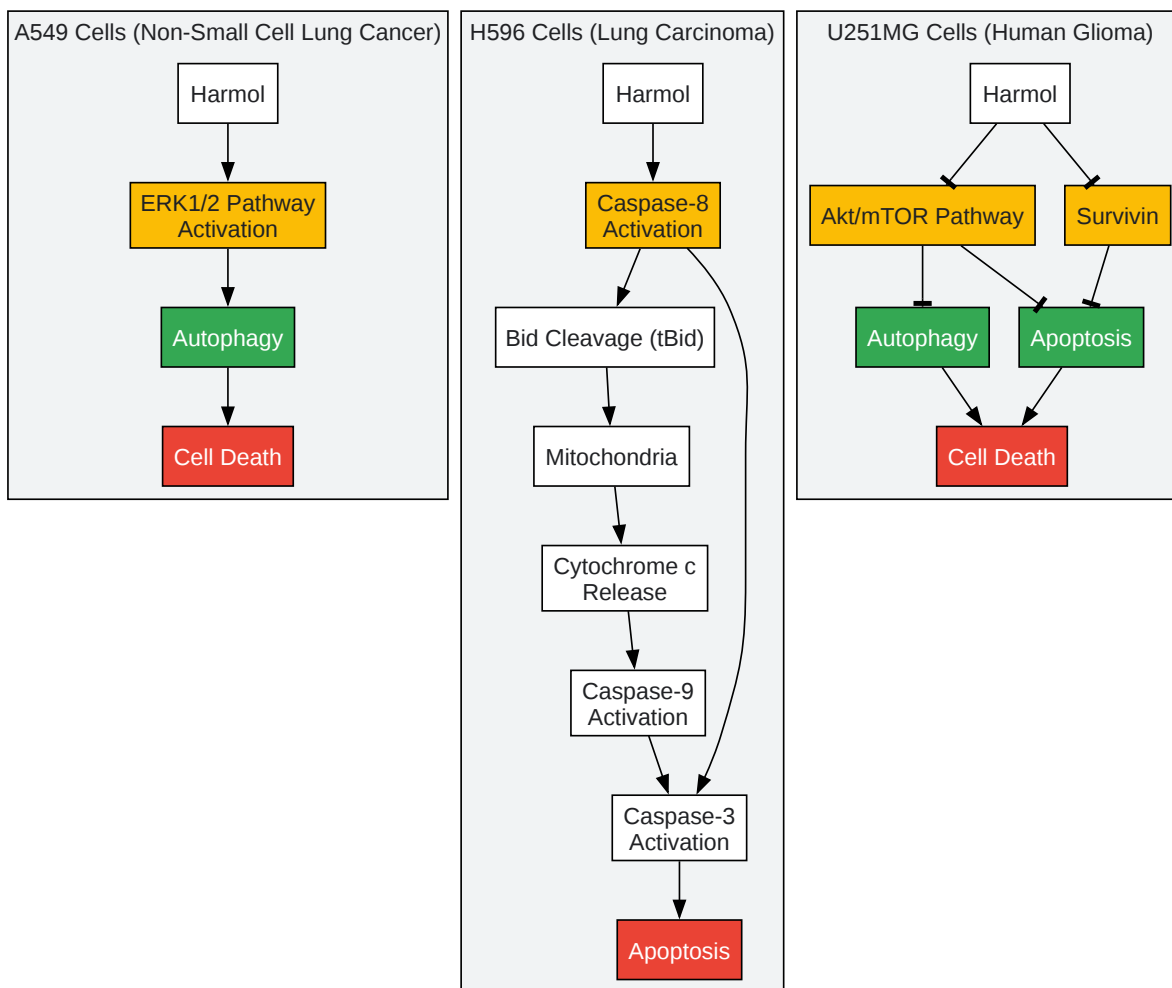 A549 Cells (Non-Small Cell Lung Cancer)
Harmol
ERK1/2 Pathway
Activation
Autophagy
Cell Death
H596 Cells (Lung Carcinoma)
Harmol
Caspase-8
Activation
Bid Cleavage (tBid)
Mitochondria
Cytochrome c
Release
Caspase-9
Activation
Caspase-3
Activation
Apoptosis
U251MG Cells (Human Glioma)
Harmol
Akt/mTOR Pathway
Survivin
Autophagy
Apoptosis
Cell Death